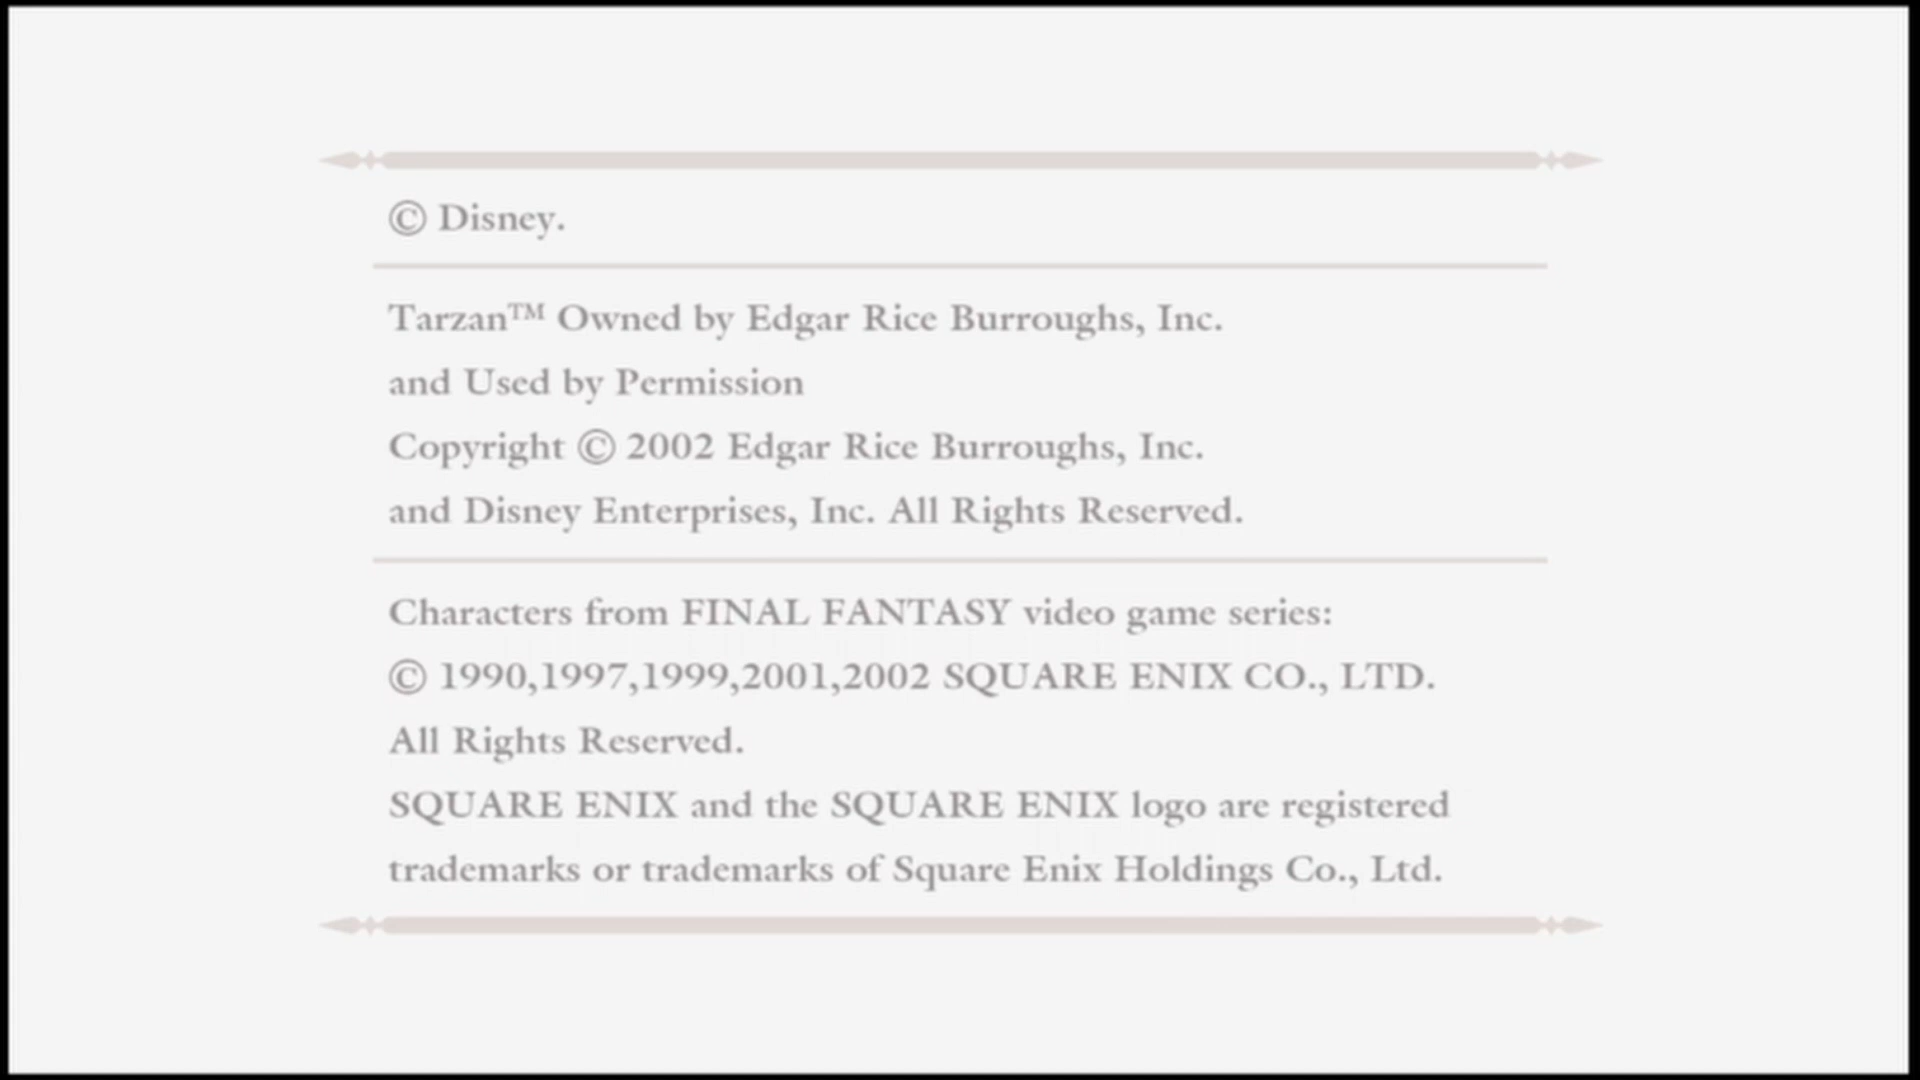 © Disney.
Tarzan™ Owned by Edgar Rice Burroughs, Inc.
and Used by Permission
Copyright © 2002 Edgar Rice Burroughs, Inc.
and Disney Enterprises, Inc. All Rights Reserved.
Characters from FINAL FANTASY video game series:
© 1990,1997,1999,2001,2002 SQUARE ENIX CO., LTD.
All Rights Reserved.
SQUARE ENIX and the SQUARE ENIX logo are registered
trademarks or trademarks of Square Enix Holdings Co., Ltd.